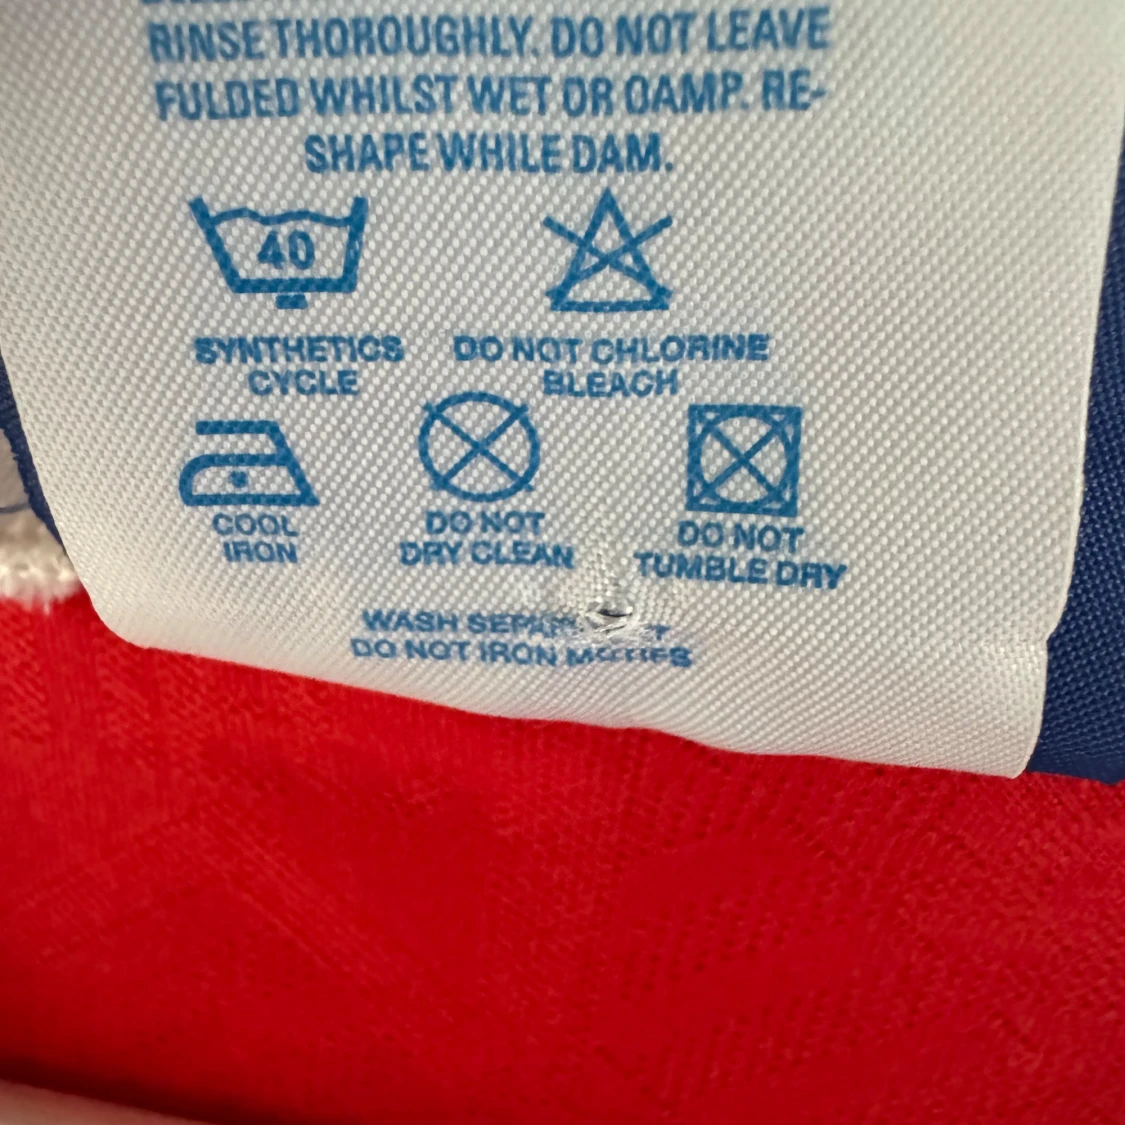 RINSE THOROUGHLY. DO NOT LEAVE
FULDED WHILST WET OR OAMP. RE-
SHAPE WHILE DAM.
40
SYNTHETICS
CYCLE
DO NOT CHLORINE
BLEACH
COOL
IRON
DO NOT
DRY CLEAN
DO NOT
TUMBLE DRY
WASH
DO NOT IRON